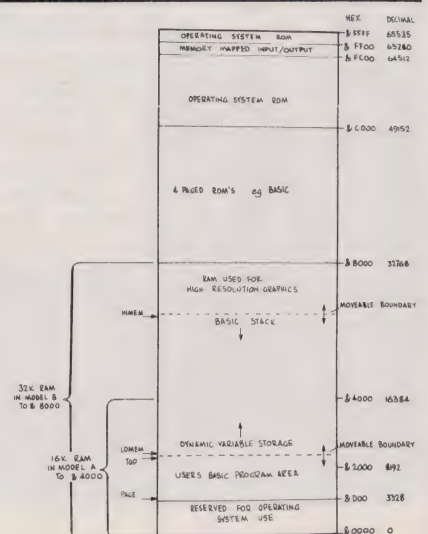 HEX DECIMAL
OPERATING SYSTEM ROM & FFFF 65535
MEMORY MAPPED INPUT/OUTPUT & FF00 65280
& FC00 64512
OPERATING SYSTEM ROM
& C000 49152
4 PAGED ROM'S eg BASIC
& 8000 32768
RAM USED FOR
HIGH RESOLUTION GRAPHICS
HIMEM MOVEABLE BOUNDARY
BASIC STACK
32K RAM
IN MODEL B
TO & 8000
& 4000 16384
16K RAM
IN MODEL A
TO & 4000
DYNAMIC VARIABLE STORAGE
LOMEM MOVEABLE BOUNDARY
TOP
& 2000 8192
USERS BASIC PROGRAM AREA
PAGE & D00 3328
RESERVED FOR OPERATING
SYSTEM USE
& 0000 0